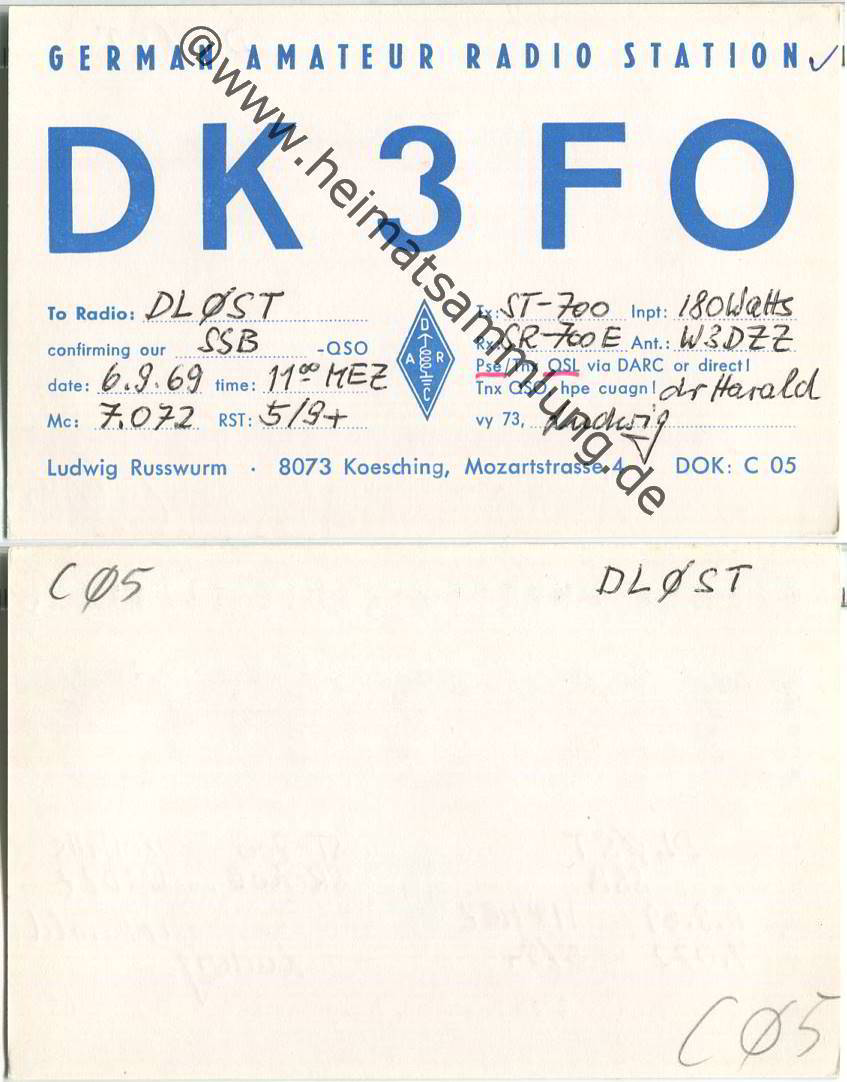 GERMAN AMATEUR RADIO STATION
DK3FO
To Radio: DLØST
Tx: ST-700 Inpt: 180 Watts
confirming our SSB -QSO
Rx: SR-700E Ant.: W3DZZ
date: 6.9.69 time: 11⁰⁰ MEZ
Pse/Tnx QSL via DARC or direct!
Tnx QSO, hpe cuagn! dr Harald
Mc: 7.072 RST: 5/9+
vy 73, Ludwig
D A R C
Ludwig Russwurm · 8073 Koesching, Mozartstrasse 4 DOK: C 05
@www.heimatsammlung.de
CØ5 DLØST
CØ5